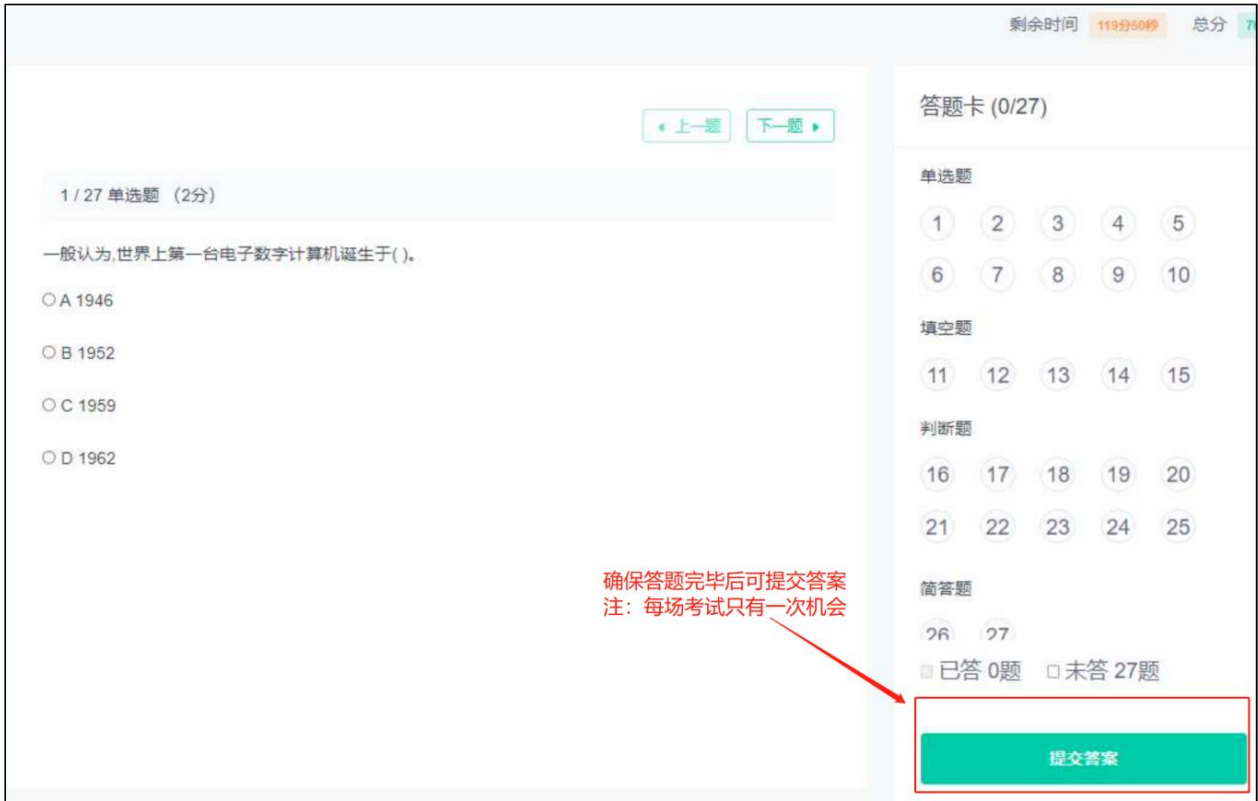 剩余时间 119分50秒 总分
上一题 下一题
1 / 27 单选题 （2分）
一般认为,世界上第一台电子数字计算机诞生于( )。
A 1946
B 1952
C 1959
D 1962
确保答题完毕后可提交答案
注：每场考试只有一次机会
答题卡 (0/27)
单选题
1 2 3 4 5
6 7 8 9 10
填空题
11 12 13 14 15
判断题
16 17 18 19 20
21 22 23 24 25
简答题
26 27
已答 0题 未答 27题
提交答案